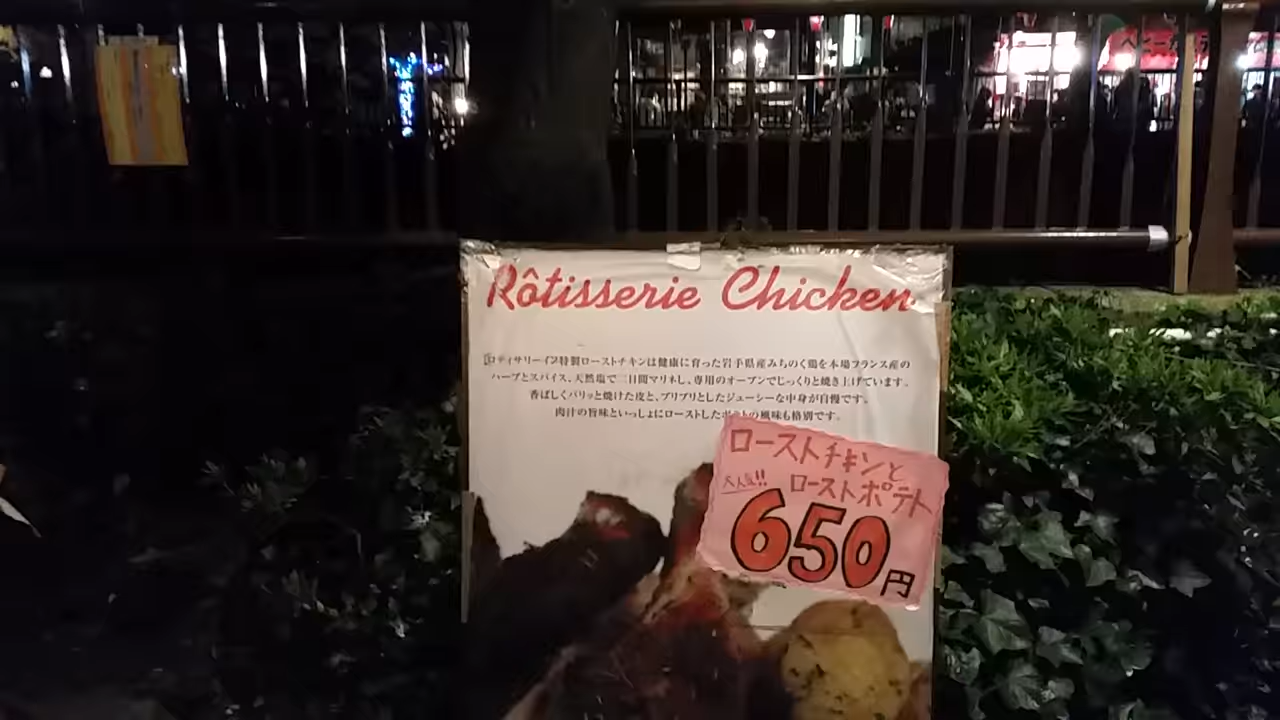 Rôtisserie Chicken
特製ローストチキンは健康に育った岩手県産みちのく鶏を本場フランス産の
ハーブとスパイス、天然塩で二日間マリネし、専用のオーブンでじっくりと焼き上げています。
香ばしくパリッと焼けた皮と、プリプリとしたジューシーな中身が自慢です。
肉汁の旨味といっしょにローストしたポテトの風味も格別です。
ローストチキンと
大人気!!
ローストポテト
650円